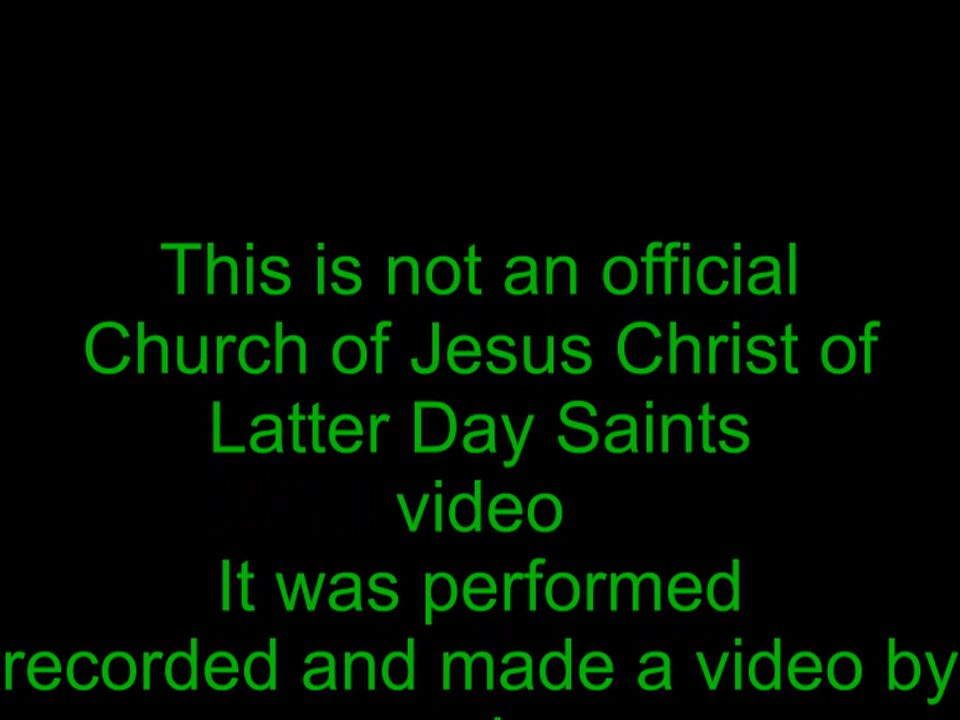 This is not an official
Church of Jesus Christ of
Latter Day Saints
video
It was performed
recorded and made a video by